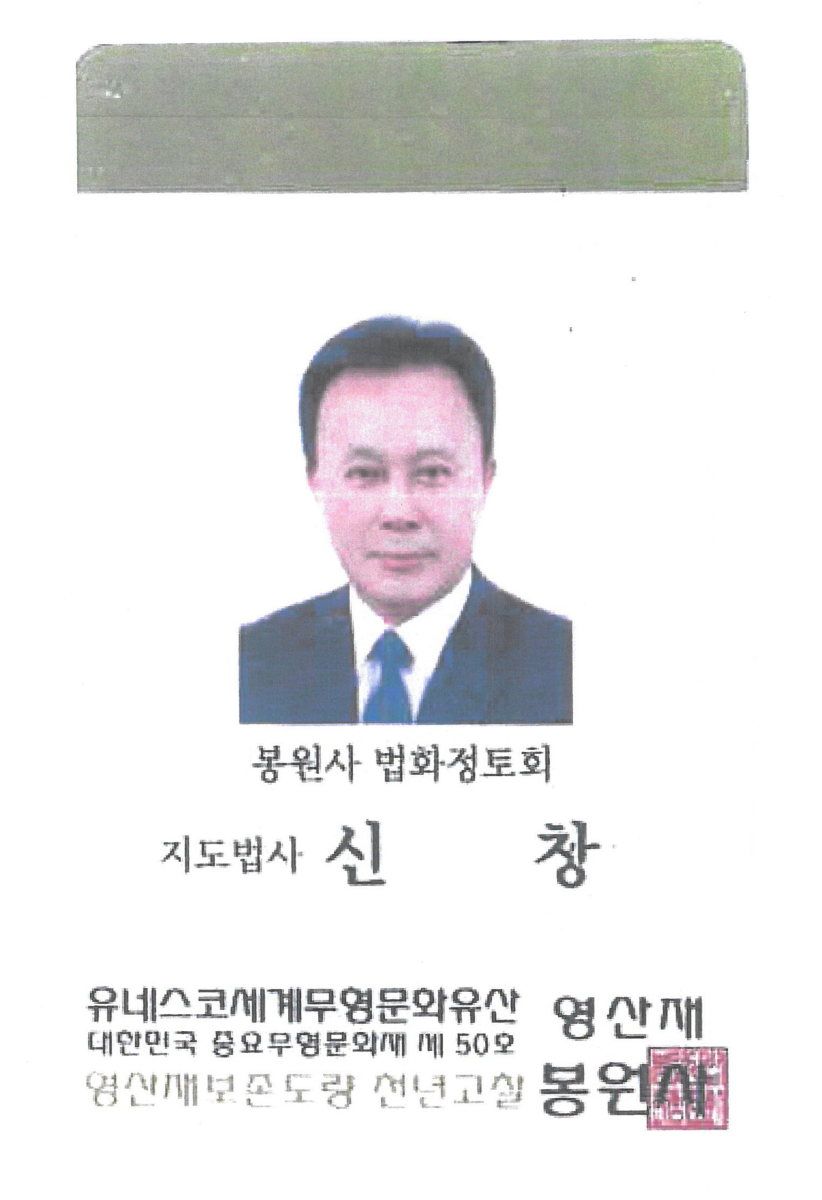 봉원사 법화정토회
지도법사 신 창
유네스코세계무형문화유산 영산재
대한민국 중요무형문화재 제 50호
영산재보존도량 천년고찰 봉원사